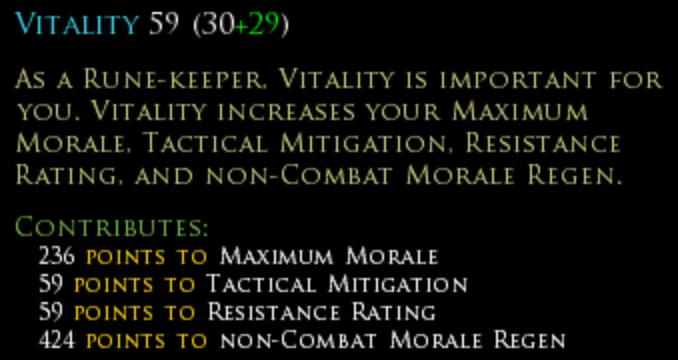 Vitality 59 (30+29)
As a Rune-keeper, Vitality is important for
you. Vitality increases your Maximum
Morale, Tactical Mitigation, Resistance
Rating, and non-Combat Morale Regen.
Contributes:
236 points to Maximum Morale
59 points to Tactical Mitigation
59 points to Resistance Rating
424 points to non-Combat Morale Regen